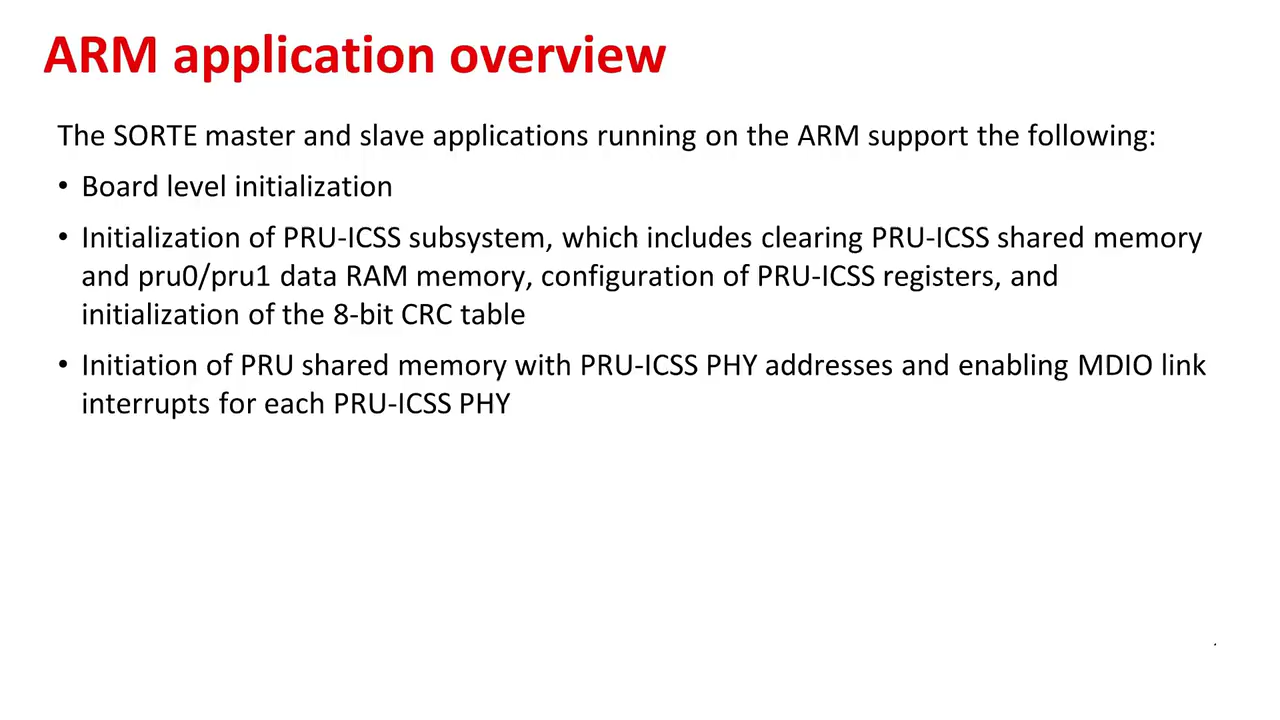 ARM application overview
The SORTE master and slave applications running on the ARM support the following:
• Board level initialization
• Initialization of PRU-ICSS subsystem, which includes clearing PRU-ICSS shared memory
and pru0/pru1 data RAM memory, configuration of PRU-ICSS registers, and
initialization of the 8-bit CRC table
• Initiation of PRU shared memory with PRU-ICSS PHY addresses and enabling MDIO link
interrupts for each PRU-ICSS PHY